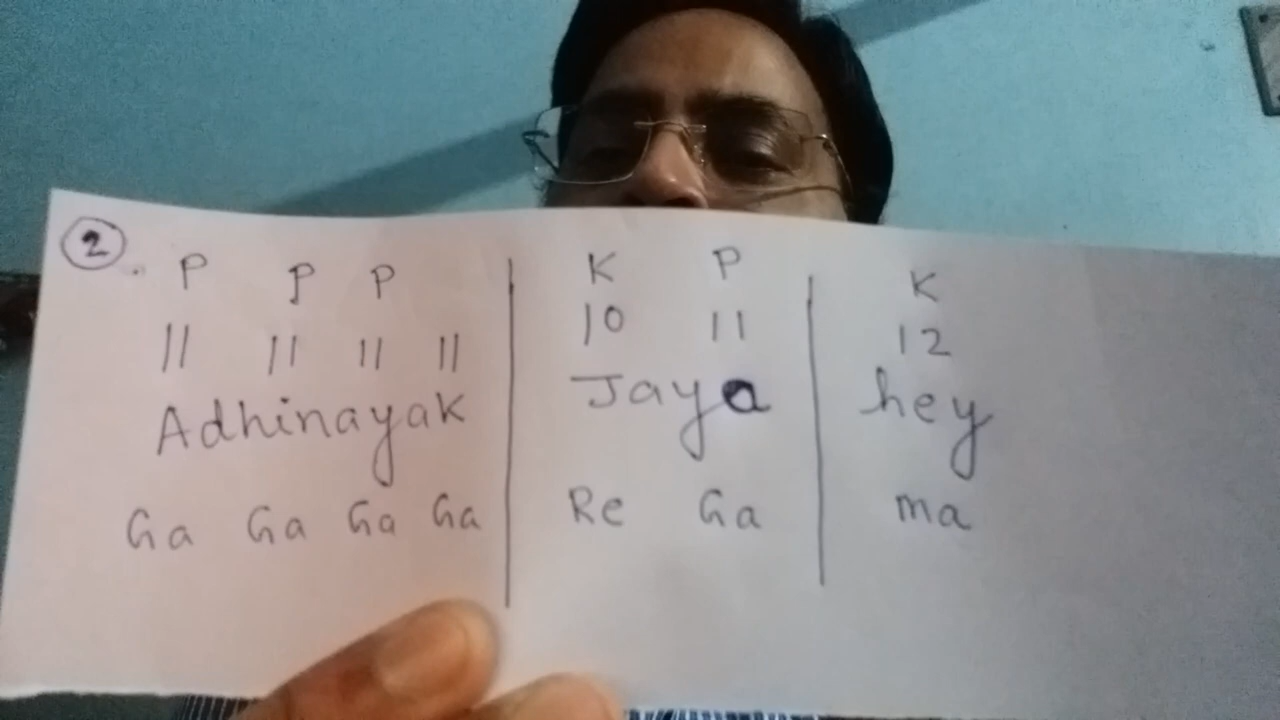 2. P P P | K P | K
11 11 11 11 | 10 11 | 12
Adhinayak | Jaya | hey
Ga Ga Ga Ga | Re Ga | ma